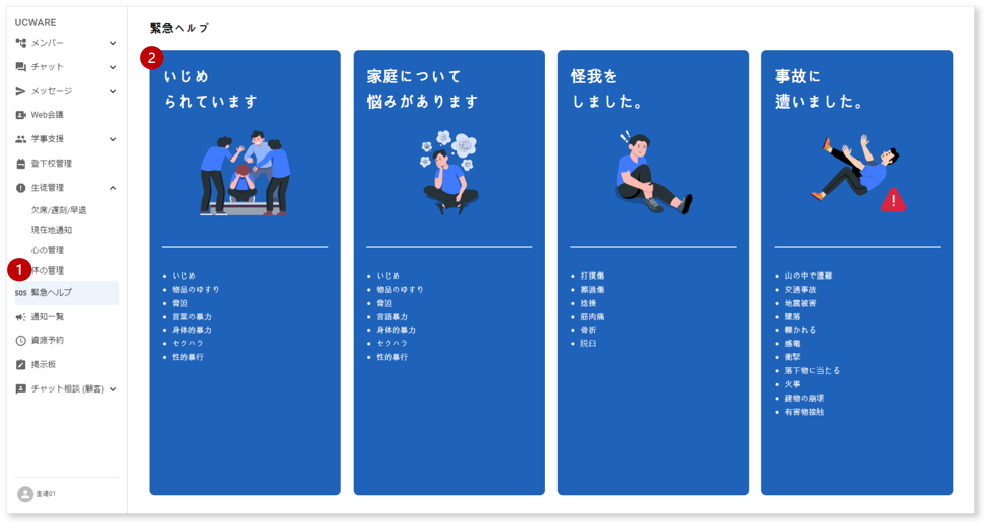 UCWARE
メンバー
チャット
メッセージ
Web会議
学事支援
登下校管理
生徒管理
欠席/遅刻/早退
現在地通知
心の管理
1
体の管理
SOS 緊急ヘルプ
通知一覧
資源予約
掲示板
チャット相談 (顧客)
生徒01
緊急ヘルプ
2
いじめ
られています
いじめ
物品のゆすり
脅迫
言葉の暴力
身体的暴力
セクハラ
性的暴行
家庭について
悩みがあります
いじめ
物品のゆすり
脅迫
言語暴力
身体的暴力
セクハラ
性的暴行
怪我を
しました。
打撲傷
擦過傷
捻挫
筋肉痛
骨折
脱臼
事故に
遭いました。
山の中で遭難
交通事故
地震被害
墜落
轢かれる
感電
衝撃
落下物に当たる
火事
建物の崩壊
有害物接触